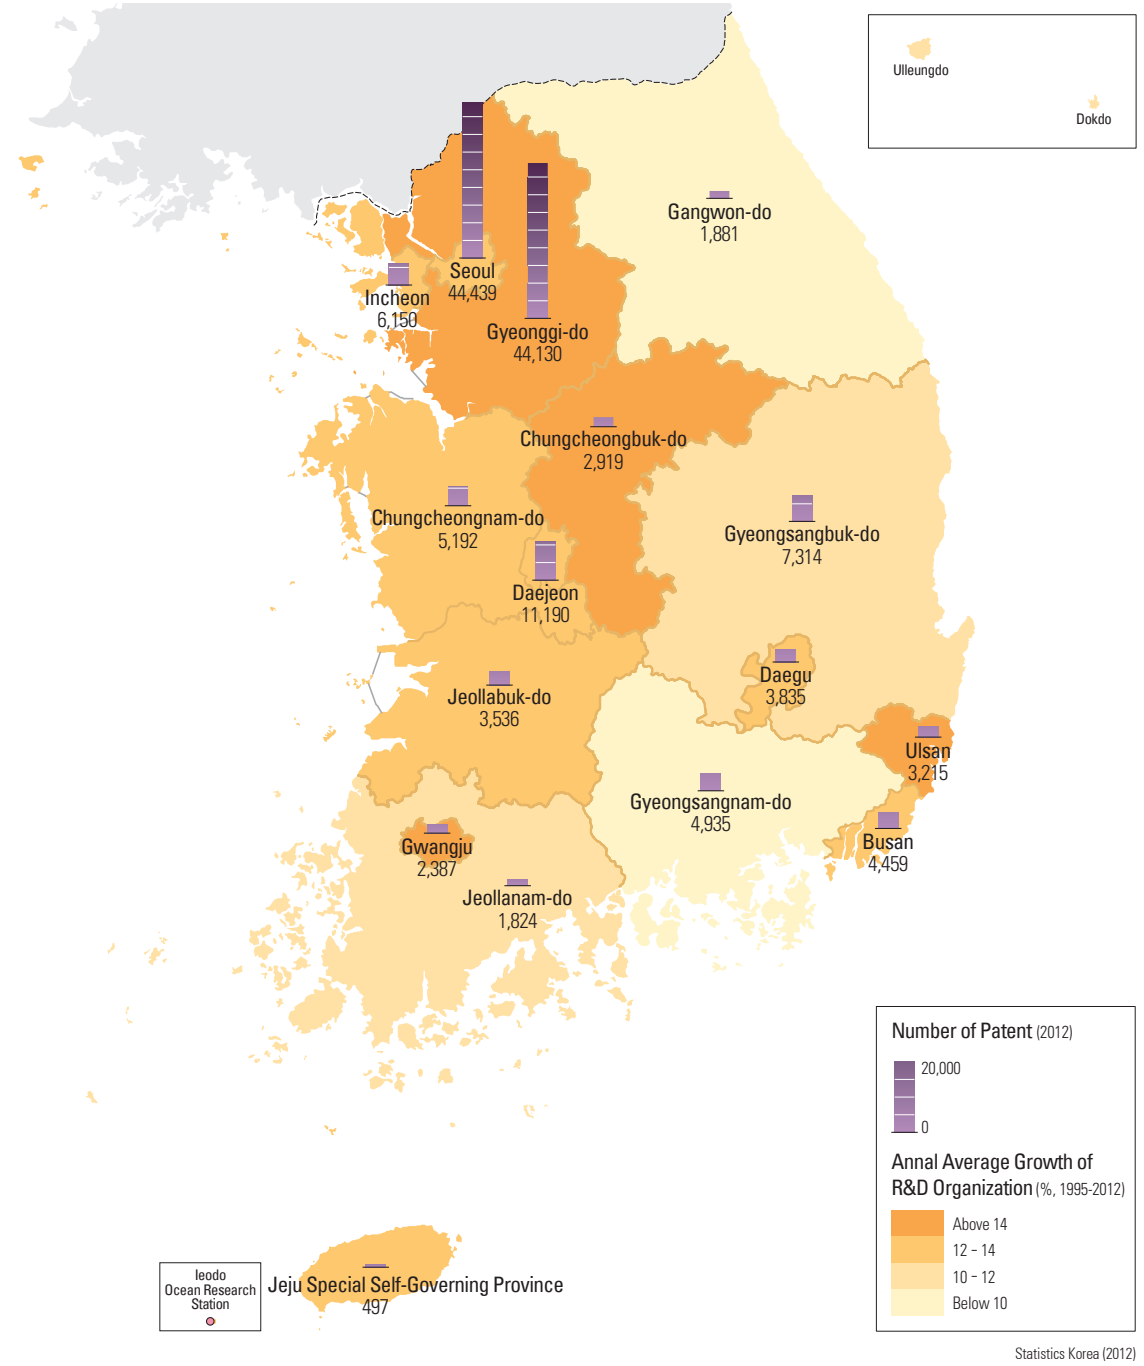 Ulleungdo
Dokdo
Gangwon-do
1,881
Seoul
44,439
Incheon
6,150
Gyeonggi-do
44,130
Chungcheongbuk-do
2,919
Chungcheongnam-do
5,192
Gyeongsangbuk-do
7,314
Daejeon
11,190
Daegu
3,835
Jeollabuk-do
3,536
Ulsan
3,215
Gyeongsangnam-do
4,935
Busan
4,459
Gwangju
2,387
Jeollanam-do
1,824
Number of Patent (2012)
20,000
0
Annal Average Growth of
R&D Organization (%, 1995-2012)
Above 14
12 - 14
10 - 12
Below 10
Ieodo
Ocean Research
Station
Jeju Special Self-Governing Province
497
Statistics Korea (2012)